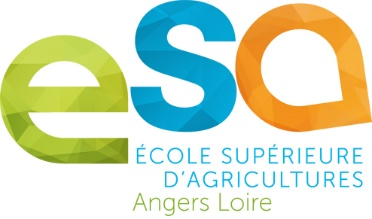 esa
ÉCOLE SUPÉRIEURE
D'AGRICULTURES
Angers Loire